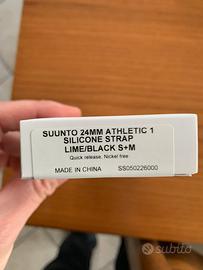 SUUNTO 24MM ATHLETIC 1
SILICONE STRAP
LIME/BLACK S+M
Quick release, Nickel free
MADE IN CHINA SS050226000
subito